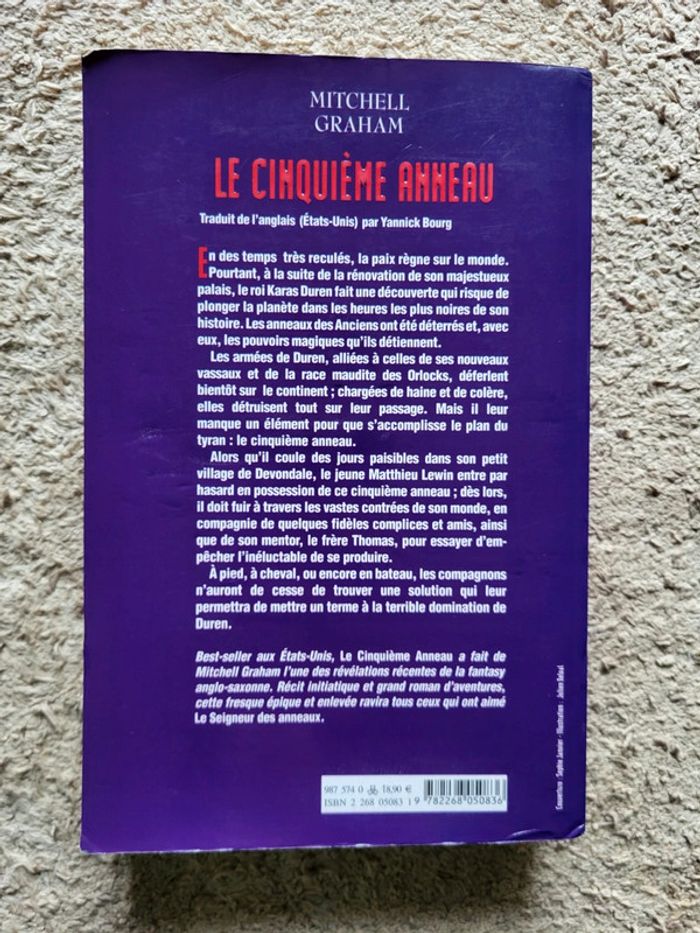 MITCHELL
GRAHAM
LE CINQUIÈME ANNEAU
Traduit de l'anglais (États-Unis) par Yannick Bourg
En des temps très reculés, la paix règne sur le monde.
Pourtant, à la suite de la rénovation de son majestueux
palais, le roi Karas Duren fait une découverte qui risque de
plonger la planète dans les heures les plus noires de son
histoire. Les anneaux des Anciens ont été déterrés et, avec
eux, les pouvoirs magiques qu'ils détiennent.
Les armées de Duren, alliées à celles de ses nouveaux
vassaux et de la race maudite des Orlocks, déferlent
bientôt sur le continent ; chargées de haine et de colère,
elles détruisent tout sur leur passage. Mais il leur
manque un élément pour que s'accomplisse le plan du
tyran : le cinquième anneau.
Alors qu'il coule des jours paisibles dans son petit
village de Devondale, le jeune Matthieu Lewin entre par
hasard en possession de ce cinquième anneau ; dès lors,
il doit fuir à travers les vastes contrées de son monde, en
compagnie de quelques fidèles complices et amis, ainsi
que de son mentor, le frère Thomas, pour essayer d'em-
pêcher l'inéluctable de se produire.
À pied, à cheval, ou encore en bateau, les compagnons
n'auront de cesse de trouver une solution qui leur
permettra de mettre un terme à la terrible domination de
Duren.
Best-seller aux États-Unis, Le Cinquième Anneau a fait de
Mitchell Graham l'une des révélations récentes de la fantasy
anglo-saxonne. Récit initiatique et grand roman d'aventures,
cette fresque épique et enlevée ravira tous ceux qui ont aimé
Le Seigneur des anneaux.
Couverture : Sophie Janvier - Illustration : Julien Delval
987 574 0 18,90 €
ISBN 2 268 05083 1
9 782268 050836